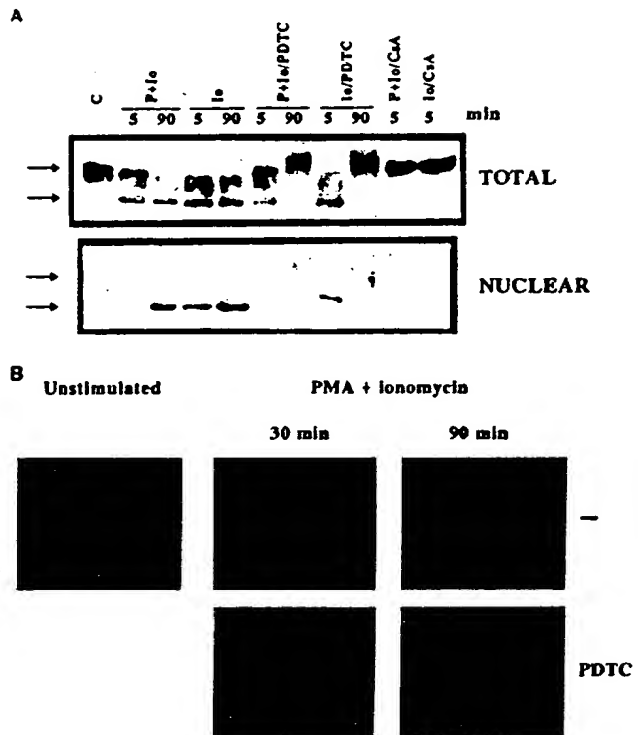 A
C P+Io Io P+Io/PDTC Io/PDTC P+Io/CsA Io/CsA
5 90 5 90 5 90 5 90 5 5 min
TOTAL
NUCLEAR
B
Unstimulated PMA + ionomycin
30 min 90 min
–
PDTC